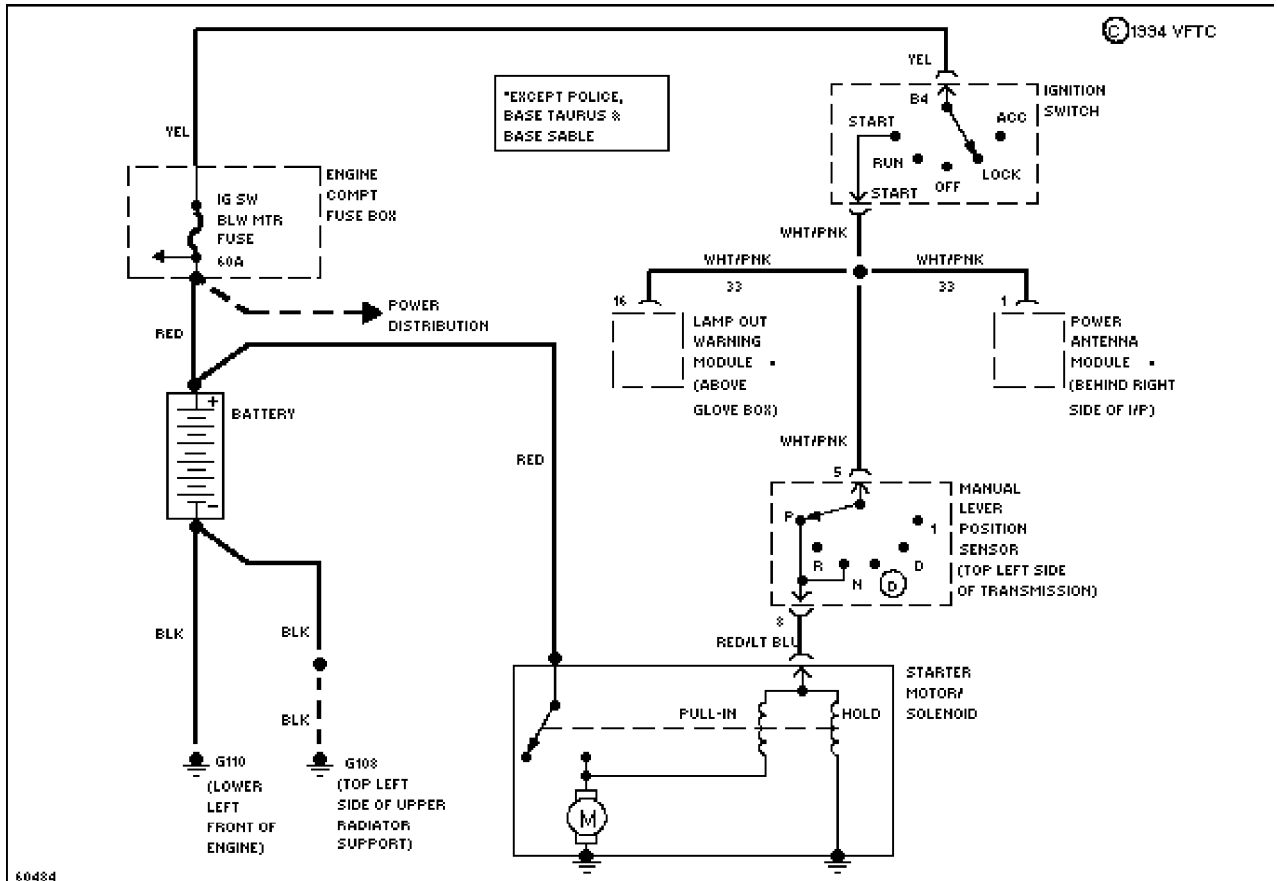 © 1994 VFTC
YEL
"EXCEPT POLICE,
BASE TAURUS &
BASE SABLE
B4
IGNITION
SWITCH
START
ACC
RUN
OFF
LOCK
START
YEL
ENGINE
COMPT
FUSE BOX
IG SW
BLW MTR
FUSE
60A
WHT/PNK
WHT/PNK
33
WHT/PNK
33
POWER
DISTRIBUTION
RED
16
LAMP OUT
WARNING
MODULE •
(ABOVE
GLOVE BOX)
1
POWER
ANTENNA
MODULE •
(BEHIND RIGHT
SIDE OF I/P)
+
BATTERY
-
RED
WHT/PNK
5
MANUAL
LEVER
POSITION
SENSOR
(TOP LEFT SIDE
OF TRANSMISSION)
P
R
N
D
D
1
8
RED/LT BLU
BLK
BLK
BLK
STARTER
MOTOR/
SOLENOID
PULL-IN
HOLD
M
G110
(LOWER
LEFT
FRONT OF
ENGINE)
G108
(TOP LEFT
SIDE OF UPPER
RADIATOR
SUPPORT)
60484